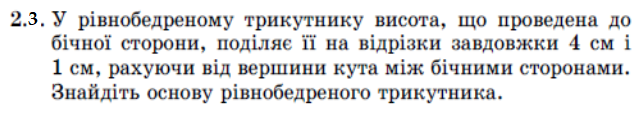 2.3. У рівнобедреному трикутнику висота, що проведена до
бічної сторони, поділяє її на відрізки завдовжки 4 см і
1 см, рахуючи від вершини кута між бічними сторонами.
Знайдіть основу рівнобедреного трикутника.